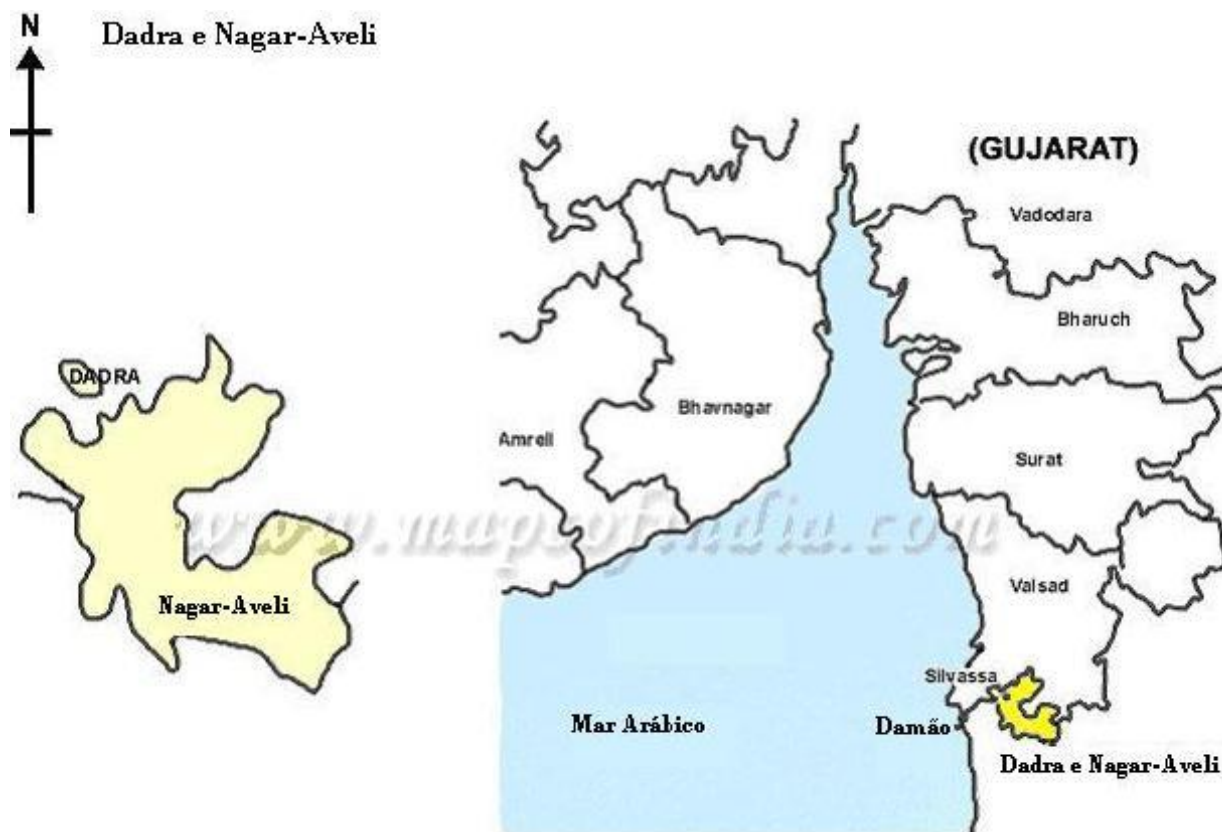 N
Dadra e Nagar-Aveli
(GUJARAT)
Vadodara
Bharuch
DADRA
Bhavnagar
Amrell
Surat
www.mapsofindia.com
Valsad
Nagar-Aveli
Silvassa
Mar Arábico
Damão
Dadra e Nagar-Aveli